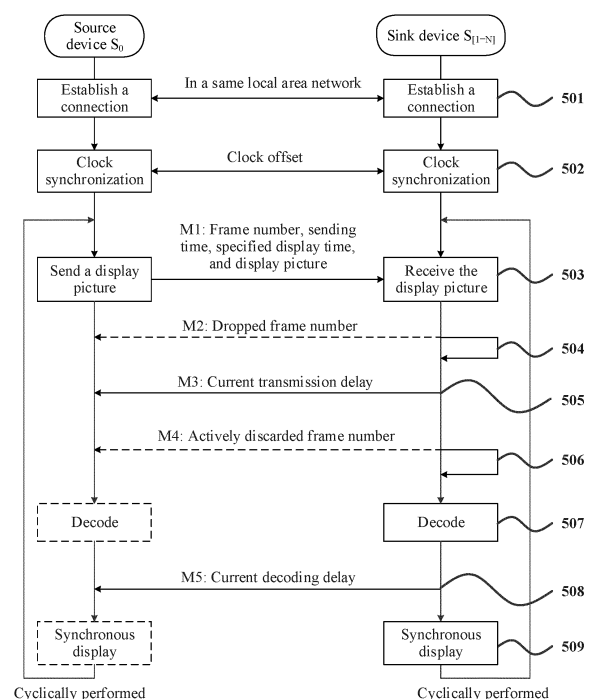 Source
device S0
Sink device S[1−N]
Establish a
connection
In a same local area network
Establish a
connection
501
Clock
synchronization
Clock offset
Clock
synchronization
502
M1: Frame number, sending
time, specified display time,
and display picture
Send a display
picture
Receive the
display picture
503
M2: Dropped frame number
504
M3: Current transmission delay
505
M4: Actively discarded frame number
506
Decode
Decode
507
M5: Current decoding delay
508
Synchronous
display
Synchronous
display
509
Cyclically performed
Cyclically performed